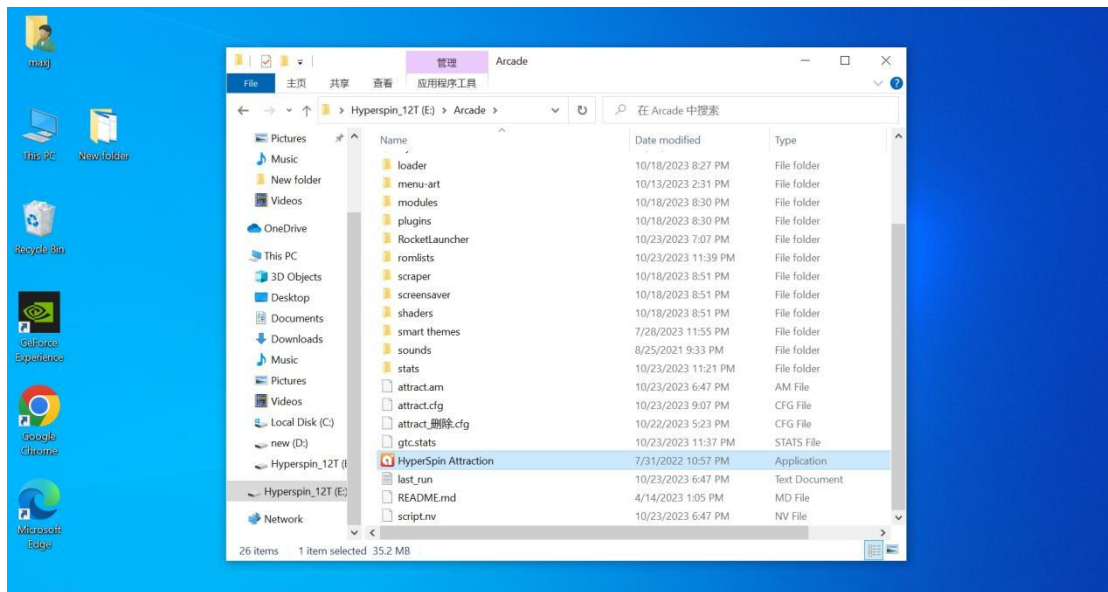 maxj
This PC
New folder
Recycle Bin
GeForce
Experience
Google
Chrome
Microsoft
Edge
管理 Arcade
File 主页 共享 查看 应用程序工具
Hyperspin_12T (E:) > Arcade >
在 Arcade 中搜索
Pictures
Music
New folder
Videos
OneDrive
This PC
3D Objects
Desktop
Documents
Downloads
Music
Pictures
Videos
Local Disk (C:)
new (D:)
Hyperspin_12T (E
Hyperspin_12T (E:)
Network
Name Date modified Type
loader 10/18/2023 8:27 PM File folder
menu-art 10/13/2023 2:31 PM File folder
modules 10/18/2023 8:30 PM File folder
plugins 10/18/2023 8:30 PM File folder
RocketLauncher 10/23/2023 7:07 PM File folder
romlists 10/23/2023 11:39 PM File folder
scraper 10/18/2023 8:51 PM File folder
screensaver 10/18/2023 8:51 PM File folder
shaders 10/18/2023 8:51 PM File folder
smart themes 7/28/2023 11:55 PM File folder
sounds 8/25/2021 9:33 PM File folder
stats 10/23/2023 11:21 PM File folder
attract.am 10/23/2023 6:47 PM AM File
attract.cfg 10/23/2023 9:07 PM CFG File
attract_删除.cfg 10/22/2023 5:23 PM CFG File
gtc.stats 10/23/2023 11:37 PM STATS File
HyperSpin Attraction 7/31/2022 10:57 PM Application
last_run 10/23/2023 6:47 PM Text Document
README.md 4/14/2023 1:05 PM MD File
script.nv 10/23/2023 6:47 PM NV File
26 items 1 item selected 35.2 MB